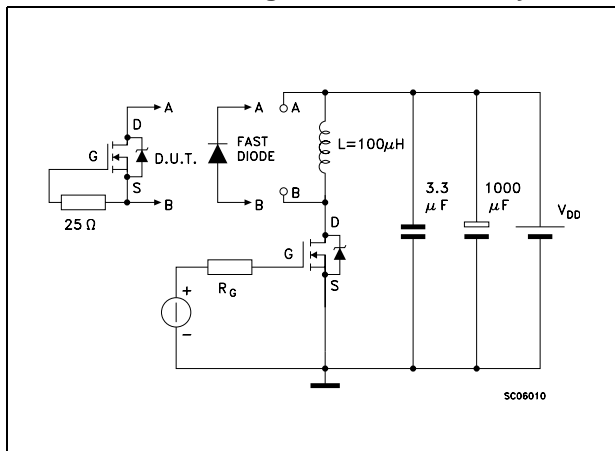 A
A
A
D
G
D.U.T.
FAST
DIODE
L=100μH
S
B
B
B
25 Ω
3.3
μF
1000
μF
V_DD
D
G
S
R_G
+
-
SC06010